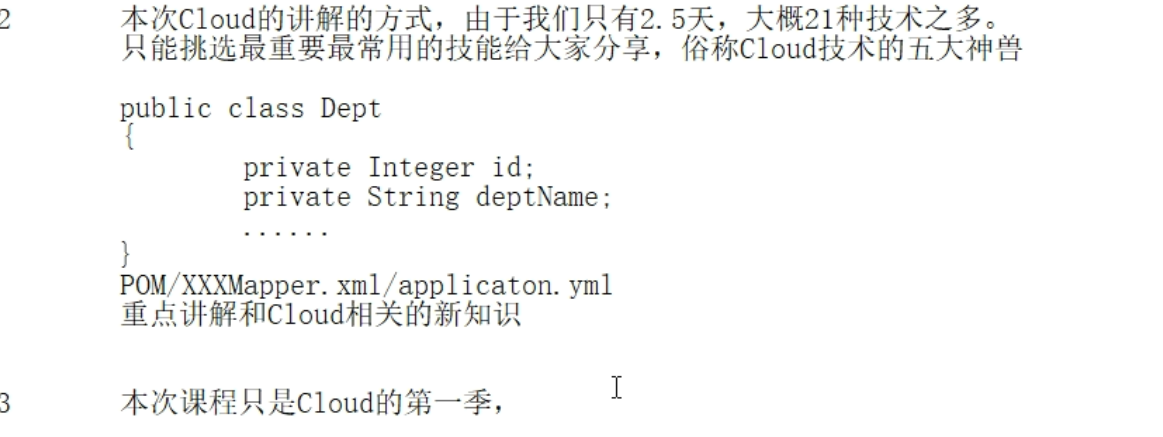 2 本次Cloud的讲解的方式，由于我们只有2.5天，大概21种技术之多。
只能挑选最重要最常用的技能给大家分享，俗称Cloud技术的五大神兽
public class Dept
{
private Integer id;
private String deptName;
......
}
POM/XXXMapper.xml/applicaton.yml
重点讲解和Cloud相关的新知识
3 本次课程只是Cloud的第一季，